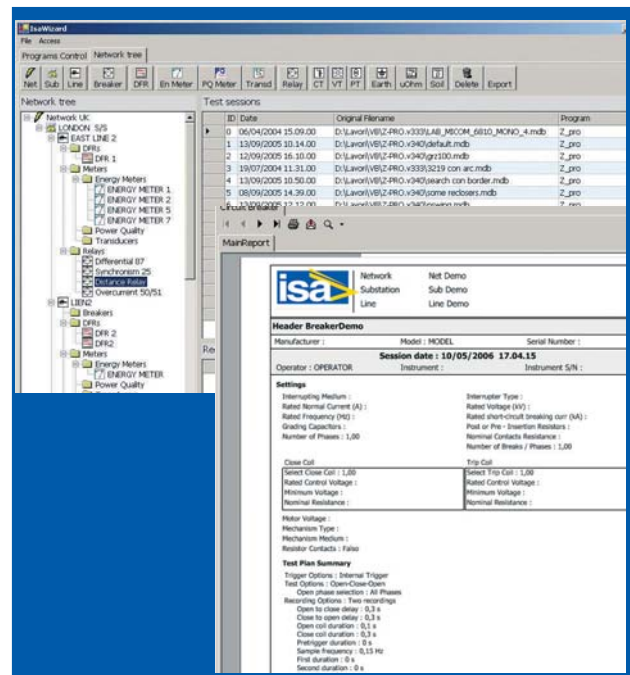 IsaWizard
File Access
Programs Control Network tree
Net Sub Line Breaker DFR En Meter PQ Meter Transd Relay CT VT PT Earth uOhm Soil Delete Export
Network tree
Network UK
LONDON S/S
EAST LINE 2
DFRs
DFR 1
Meters
Energy Meters
ENERGY METER 1
ENERGY METER 2
ENERGY METER 5
ENERGY METER 7
Power Quality
Transducers
Relays
Differential 87
Synchronism 25
Distance Relay
Overcurrent 50/51
LIEN2
Breakers
DFRs
DFR 2
DFR2
Meters
Energy Meters
ENERGY METER
Power Quality
Test sessions
ID Date Original Filename Program
0 06/04/2004 15.09.00 D:\Lavori\VB\Z-PRO.v333\LAB_MICOM_6810_MONO_4.mdb Z_pro
1 13/09/2005 10.14.00 D:\Lavori\VB\Z-PRO.v340\default.mdb Z_pro
2 12/09/2005 16.10.00 D:\Lavori\VB\Z-PRO.v340\grz100.mdb Z_pro
3 19/07/2004 11.31.00 D:\Lavori\VB\Z-PRO.v333\3219 con arc.mdb Z_pro
4 13/09/2005 10.50.00 D:\Lavori\VB\Z-PRO.v340\search con border.mdb Z_pro
5 08/09/2005 14.39.00 D:\Lavori\VB\Z-PRO.v340\some reclosers.mdb Z_pro
Re
Circuit Breaker
MainReport
isa
Network Net Demo
Substation Sub Demo
Line Line Demo
Header BreakerDemo
Manufacturer : Model : MODEL Serial Number :
Session date : 10/05/2006 17.04.15
Operator : OPERATOR Instrument : Instrument S/N :
Settings
Interrupting Medium : Interrupter Type :
Rated Normal Current (A) : Rated Voltage (kV) :
Rated Frequency (Hz) : Rated short-circuit breaking curr (kA) :
Grading Capacitors : Post or Pre - Insertion Resistors :
Number of Phases : 1,00 Nominal Contacts Resistance :
Number of Breaks / Phases : 1,00
Close Coil Trip Coil
Select Close Coil : 1,00 Select Trip Coil : 1,00
Rated Control Voltage : Rated Control Voltage :
Minimum Voltage : Minimum Voltage :
Nominal Resistance : Nominal Resistance :
Motor Voltage :
Mechanism Type :
Mechanism Medium :
Resistor Contacts : Falso
Test Plan Summary
Trigger Options : Internal Trigger
Test Options : Open-Close-Open
Open phase selection : All Phases
Recording Options : Two recordings
Open to close delay : 0,3 s
Close to open delay : 0,3 s
Open coil duration : 0,1 s
Close coil duration : 0,3 s
Pretrigger duration : 0 s
Sample frequency : 0,15 Hz
First duration : 0 s
Second duration : 0 s